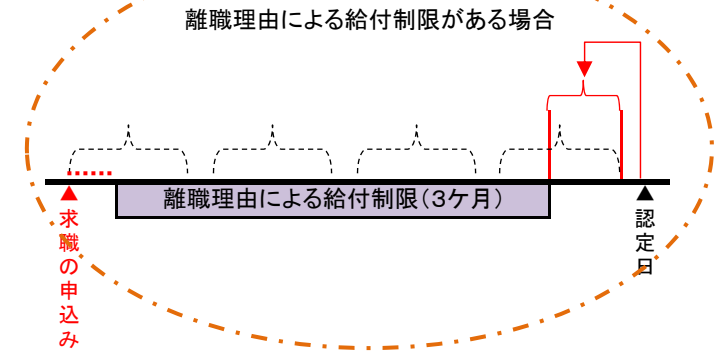 離職理由による給付制限がある場合
離職理由による給付制限(3ケ月)
求職の申込み
認定日